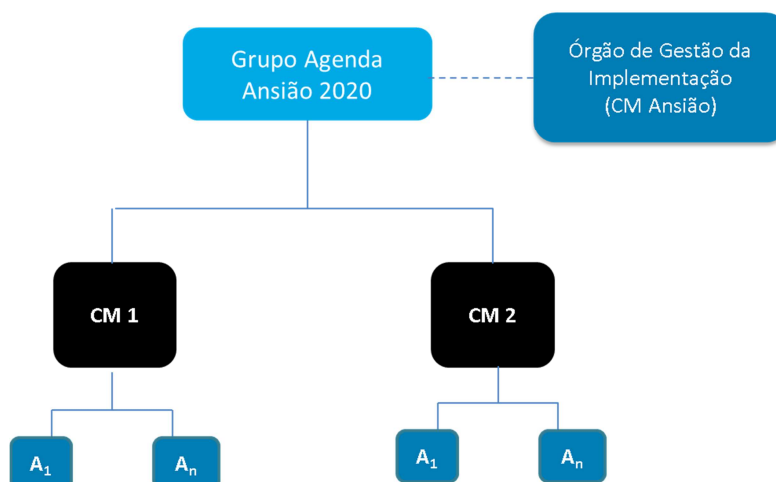 Grupo Agenda
Ansião 2020
Órgão de Gestão da
Implementação
(CM Ansião)
CM 1
CM 2
A₁
Aₙ
A₁
Aₙ